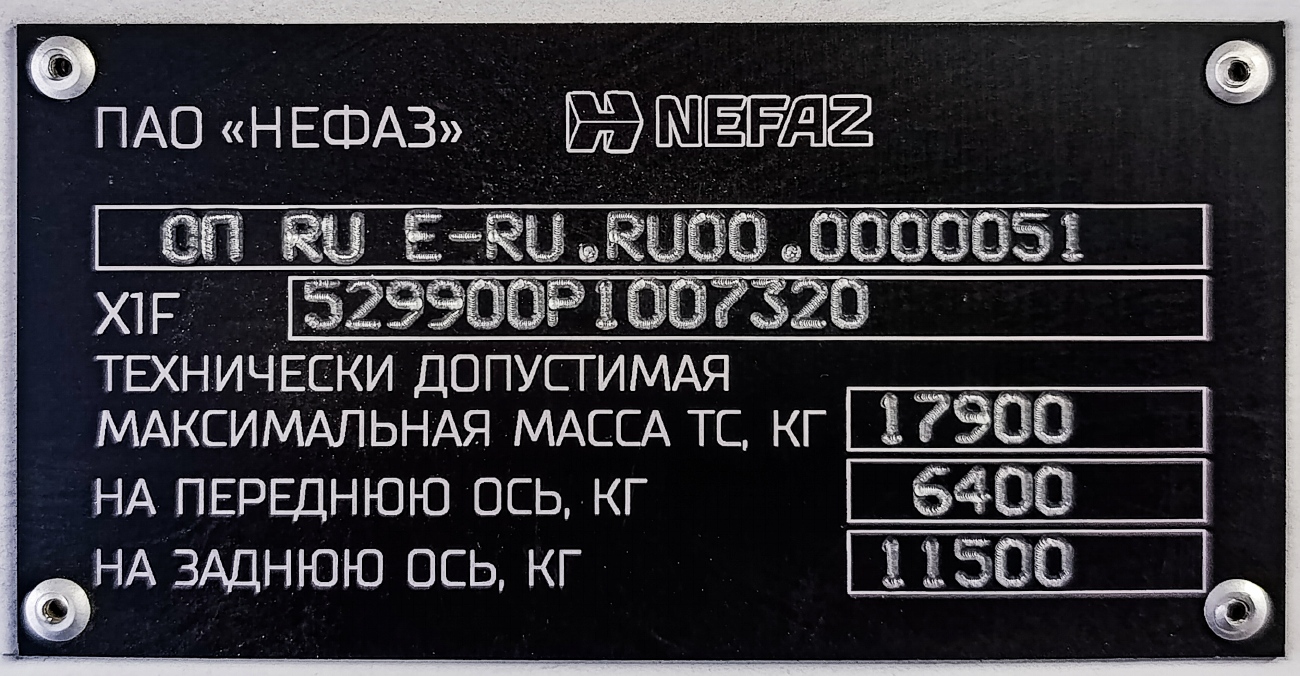 ПАО «НЕФАЗ» NEFAZ
ОП RU E-RU.RU00.0000051
X1F 529900P1007320
ТЕХНИЧЕСКИ ДОПУСТИМАЯ
МАКСИМАЛЬНАЯ МАССА ТС, КГ 17900
НА ПЕРЕДНЮЮ ОСЬ, КГ 6400
НА ЗАДНЮЮ ОСЬ, КГ 11500